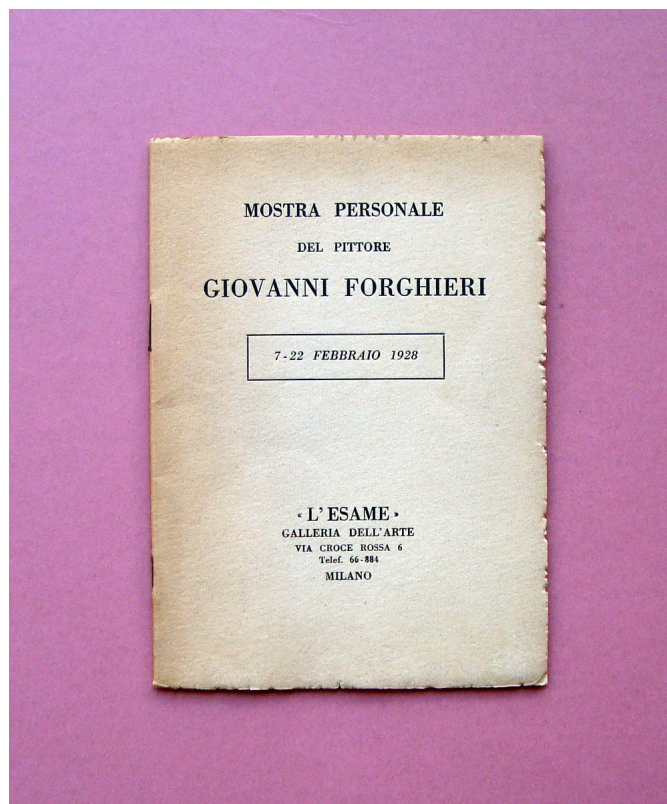 MOSTRA PERSONALE
DEL PITTORE
GIOVANNI FORGHIERI
7-22 FEBBRAIO 1928
« L'ESAME »
GALLERIA DELL'ARTE
VIA CROCE ROSSA 6
Telef. 66-884
MILANO